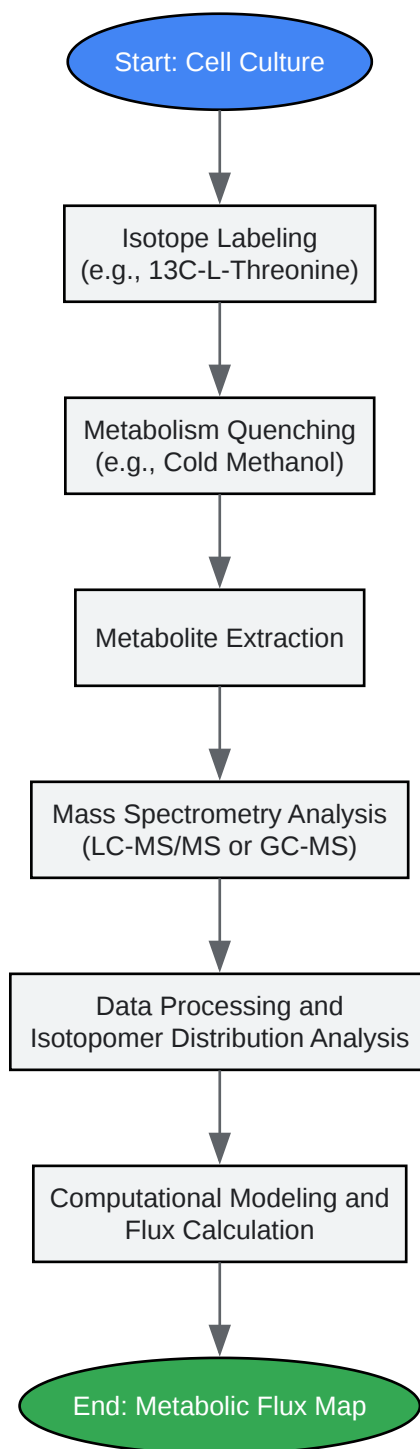 Start: Cell Culture
Isotope Labeling
(e.g., 13C-L-Threonine)
Metabolism Quenching
(e.g., Cold Methanol)
Metabolite Extraction
Mass Spectrometry Analysis
(LC-MS/MS or GC-MS)
Data Processing and
Isotopomer Distribution Analysis
Computational Modeling and
Flux Calculation
End: Metabolic Flux Map